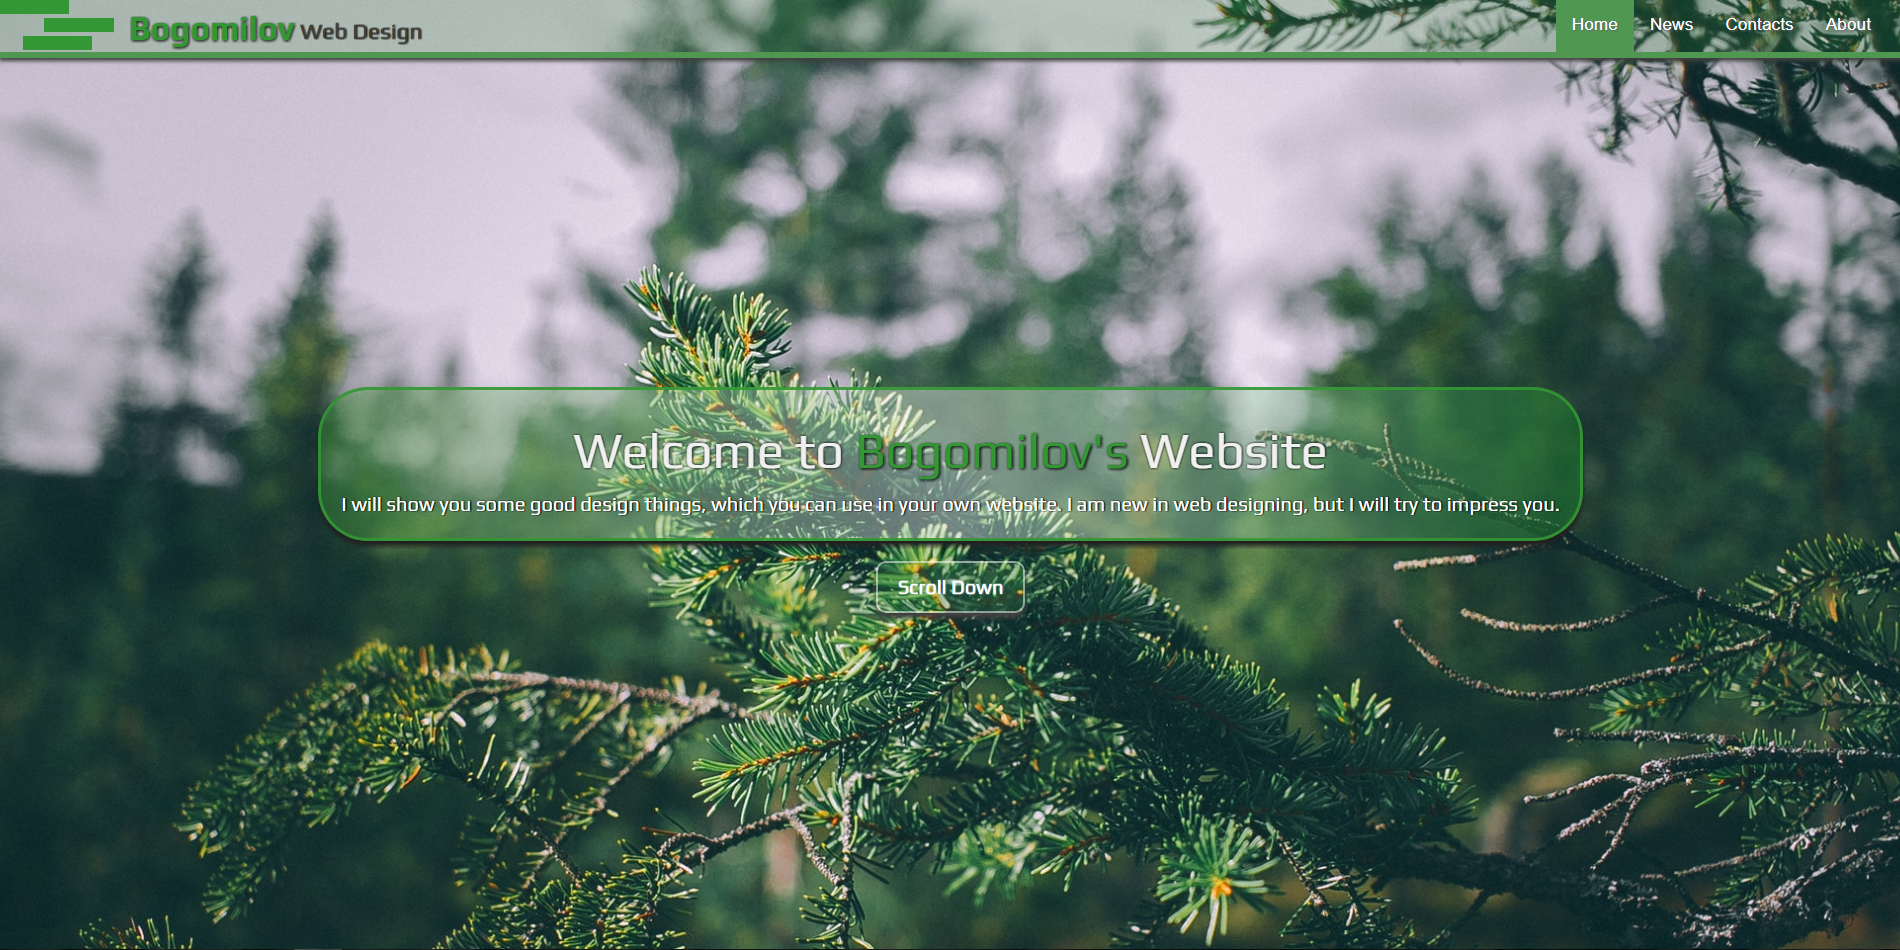 Bogomilov Web Design
Home News Contacts About
Welcome to Bogomilov's Website
I will show you some good design things, which you can use in your own website. I am new in web designing, but I will try to impress you.
Scroll Down